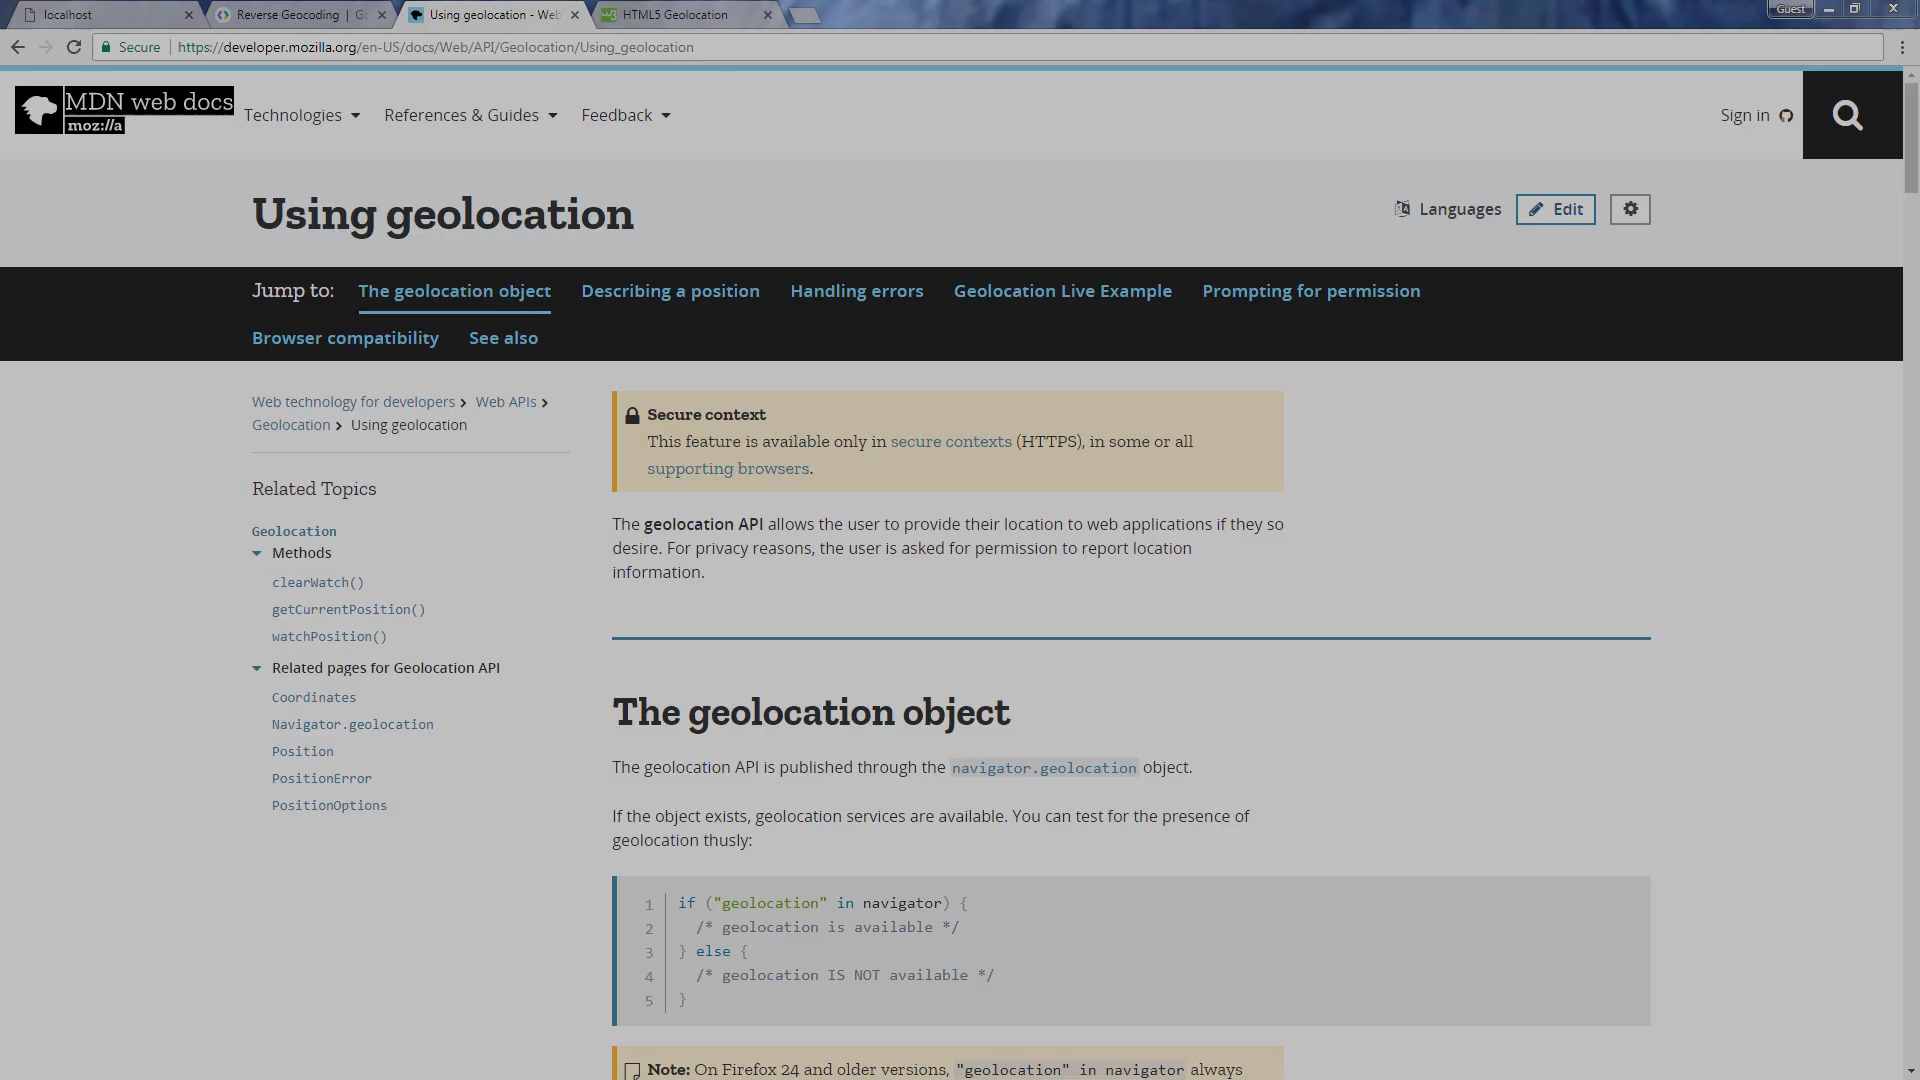 localhost
Reverse Geocoding | Go
Using geolocation - Web
HTML5 Geolocation
Guest
Secure
https://developer.mozilla.org/en-US/docs/Web/API/Geolocation/Using_geolocation
MDN web docs
moz://a
Technologies
References & Guides
Feedback
Sign in
Using geolocation
Languages
Edit
Jump to:
The geolocation object
Describing a position
Handling errors
Geolocation Live Example
Prompting for permission
Browser compatibility
See also
Web technology for developers
Web APIs
Geolocation
Using geolocation
Related Topics
Geolocation
Methods
clearWatch()
getCurrentPosition()
watchPosition()
Related pages for Geolocation API
Coordinates
Navigator.geolocation
Position
PositionError
PositionOptions
Secure context
This feature is available only in secure contexts (HTTPS), in some or all
supporting browsers.
The geolocation API allows the user to provide their location to web applications if they so
desire. For privacy reasons, the user is asked for permission to report location
information.
The geolocation object
The geolocation API is published through the navigator.geolocation object.
If the object exists, geolocation services are available. You can test for the presence of
geolocation thusly:
1 if ("geolocation" in navigator) {
2 /* geolocation is available */
3 } else {
4 /* geolocation IS NOT available */
5 }
Note: On Firefox 24 and older versions, "geolocation" in navigator always